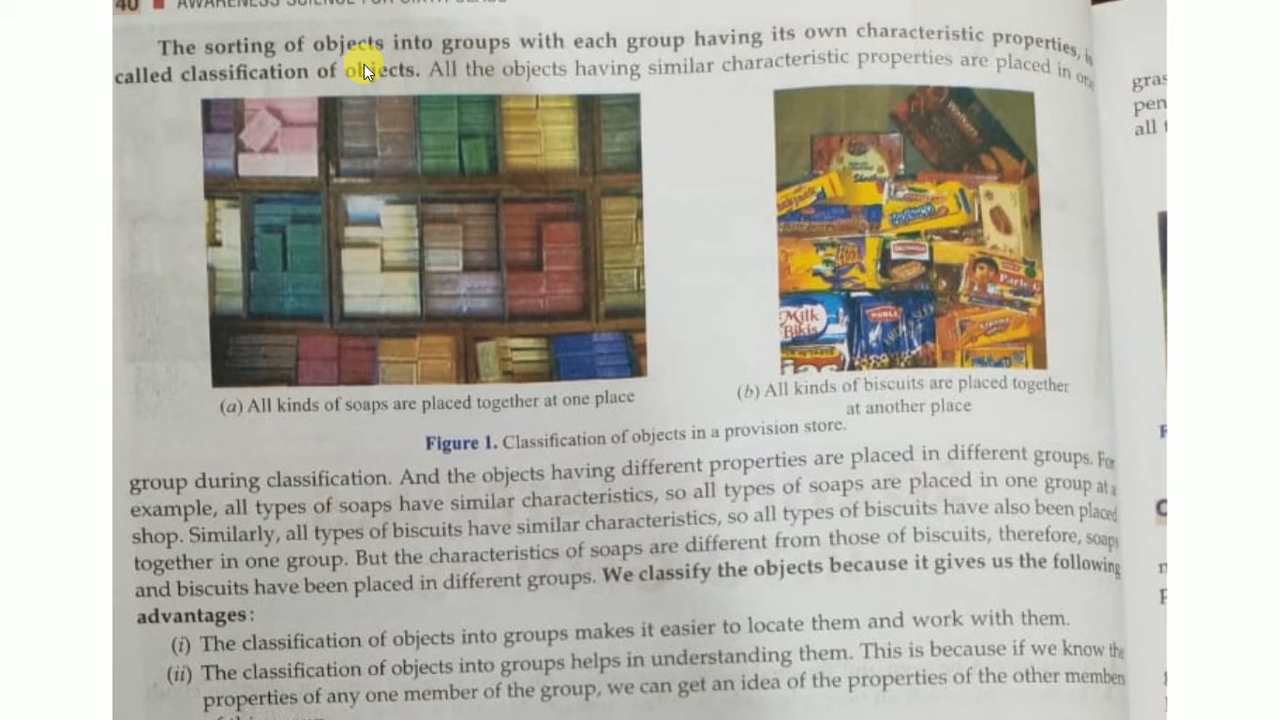 40 AWARENESS SCIENCE FOR SIXTH CLASS
The sorting of objects into groups with each group having its own characteristic properties, is
called classification of objects. All the objects having similar characteristic properties are placed in one
Milk
Bikis
PARLE
Parle-G
(a) All kinds of soaps are placed together at one place
(b) All kinds of biscuits are placed together
at another place
Figure 1. Classification of objects in a provision store.
group during classification. And the objects having different properties are placed in different groups. For
example, all types of soaps have similar characteristics, so all types of soaps are placed in one group at a
shop. Similarly, all types of biscuits have similar characteristics, so all types of biscuits have also been placed
together in one group. But the characteristics of soaps are different from those of biscuits, therefore, soaps
and biscuits have been placed in different groups. We classify the objects because it gives us the following
advantages:
(i) The classification of objects into groups makes it easier to locate them and work with them.
(ii) The classification of objects into groups helps in understanding them. This is because if we know the
properties of any one member of the group, we can get an idea of the properties of the other members
gras
pen
all